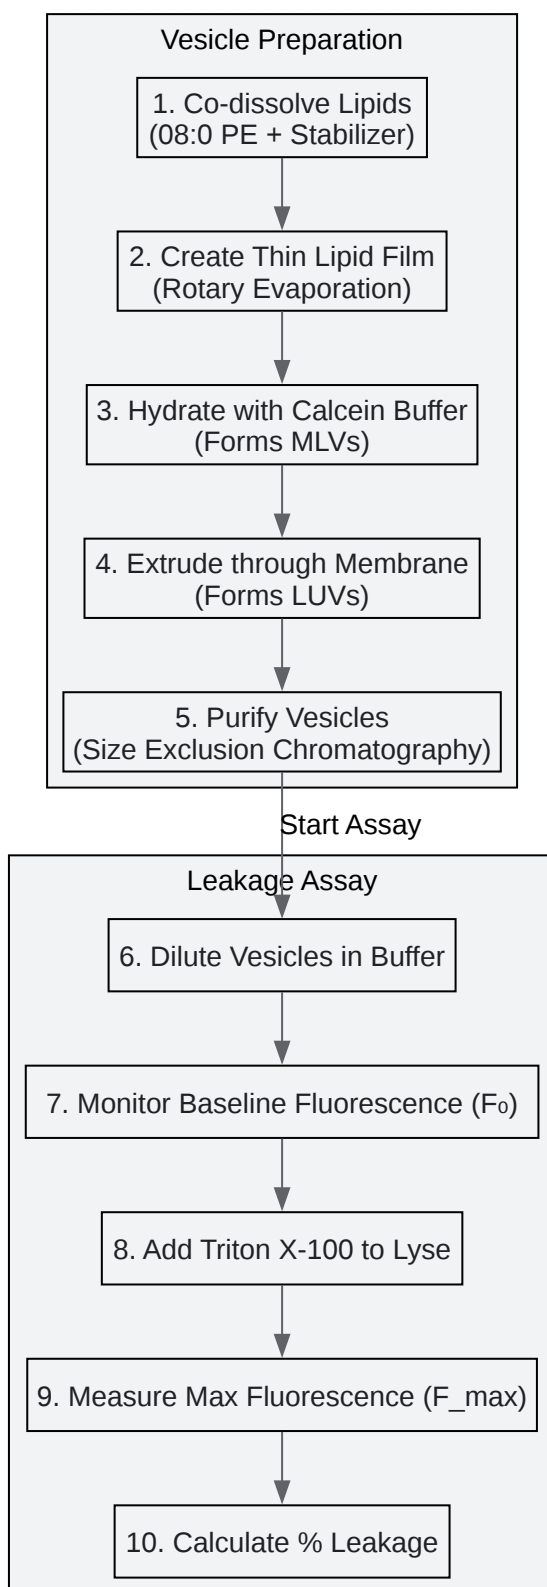 Vesicle Preparation
1. Co-dissolve Lipids
(08:0 PE + Stabilizer)
2. Create Thin Lipid Film
(Rotary Evaporation)
3. Hydrate with Calcein Buffer
(Forms MLVs)
4. Extrude through Membrane
(Forms LUVs)
5. Purify Vesicles
(Size Exclusion Chromatography)
Start Assay
Leakage Assay
6. Dilute Vesicles in Buffer
7. Monitor Baseline Fluorescence (F₀)
8. Add Triton X-100 to Lyse
9. Measure Max Fluorescence (F_max)
10. Calculate % Leakage